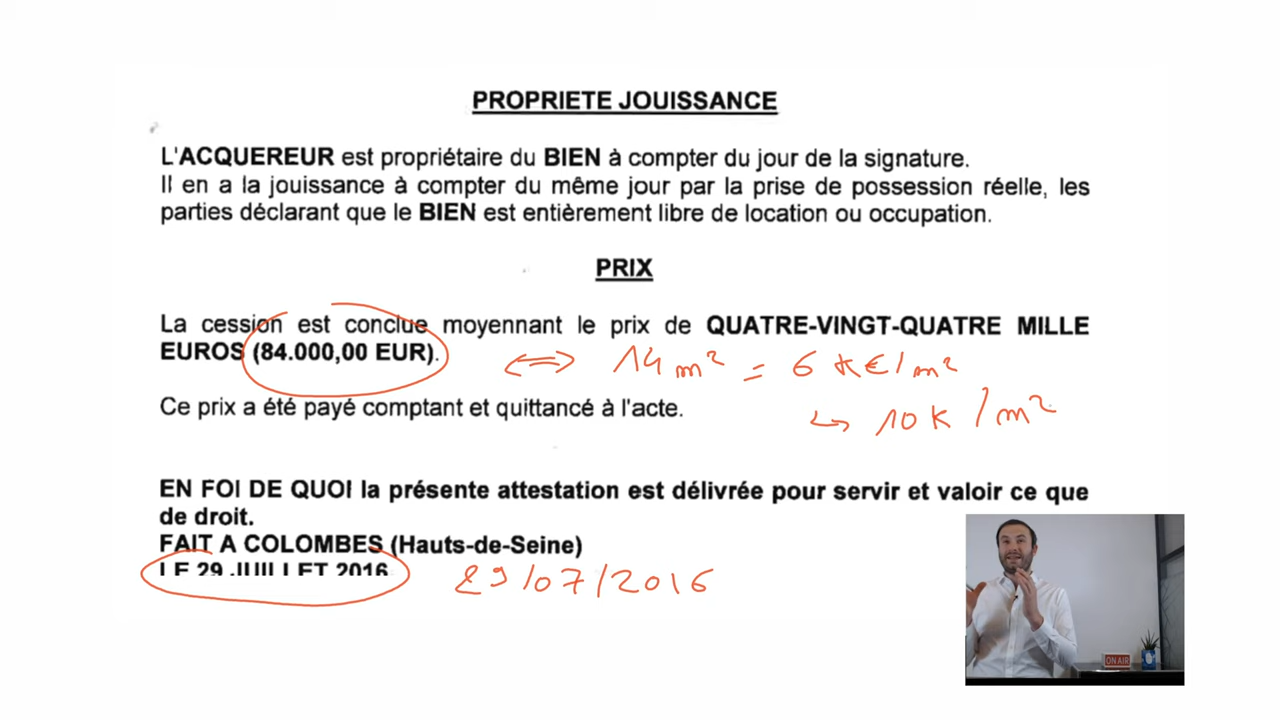 PROPRIETE JOUISSANCE
L'ACQUEREUR est propriétaire du BIEN à compter du jour de la signature.
Il en a la jouissance à compter du même jour par la prise de possession réelle, les
parties déclarant que le BIEN est entièrement libre de location ou occupation.
PRIX
La cession est conclue moyennant le prix de QUATRE-VINGT-QUATRE MILLE
EUROS (84.000,00 EUR). ⟺ 14 m² = 6 K€/m²
Ce prix a été payé comptant et quittancé à l'acte. ↪ 10K/m²
EN FOI DE QUOI la présente attestation est délivrée pour servir et valoir ce que
de droit.
FAIT A COLOMBES (Hauts-de-Seine)
LE 29 JUILLET 2016 29/07/2016
ON AIR